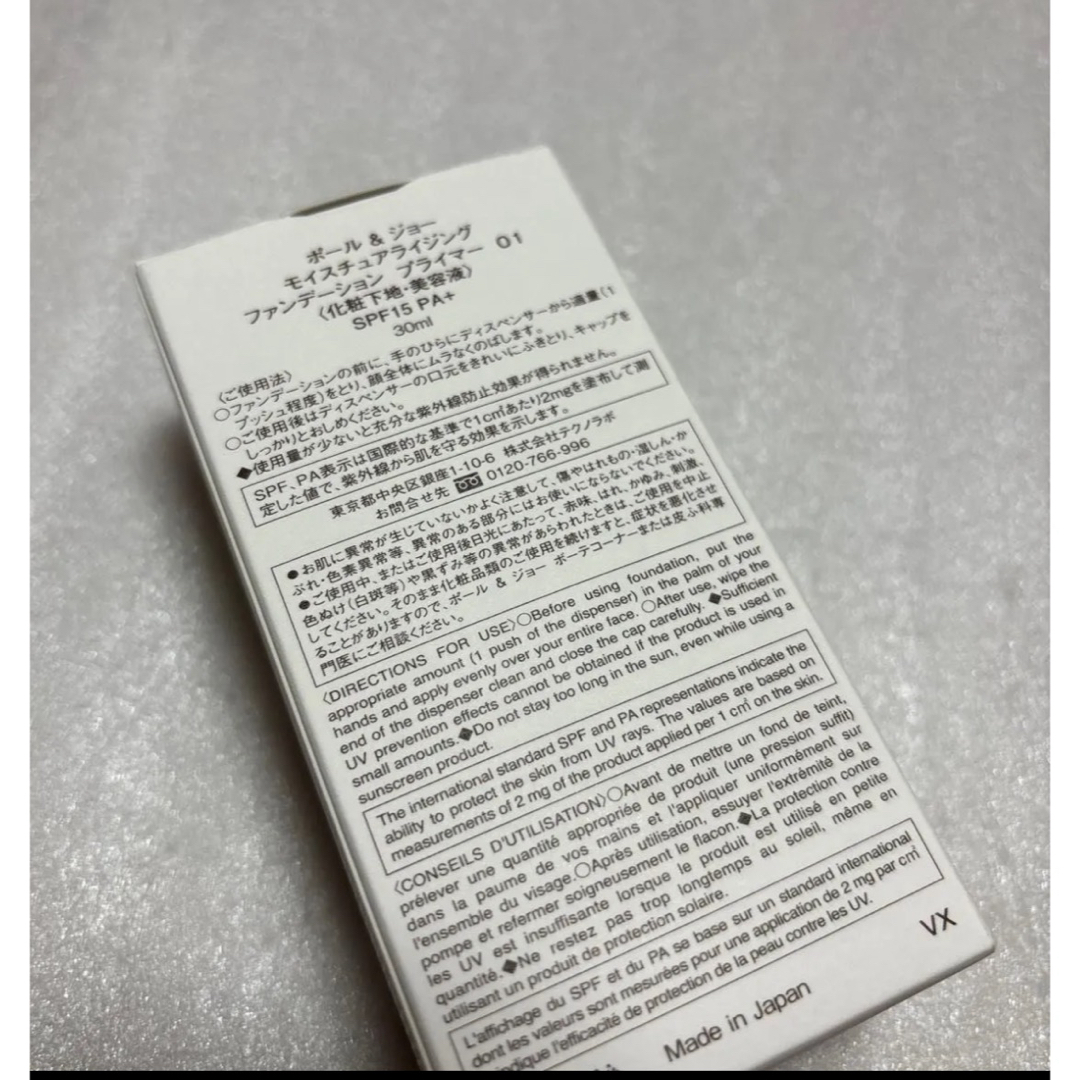 ポール & ジョー
モイスチュアライジング
ファンデーション プライマー 01
〈化粧下地・美容液〉
SPF15 PA+
30ml
〈ご使用法〉
○ファンデーションの前に、手のひらにディスペンサーから適量(1
プッシュ程度)をとり、顔全体にムラなくのばします。
○ご使用後はディスペンサーの口元をきれいにふきとり、キャップを
しっかりとおしめください。
◆使用量が少ないと充分な紫外線防止効果が得られません。
SPF、PA表示は国際的な基準で1c㎡あたり2mgを塗布して測
定した値で、紫外線から肌を守る効果を示します。
東京都中央区銀座1-10-6 株式会社テクノラボ
お問合せ先 0120-766-996
●お肌に異常が生じていないかよく注意して、傷やはれもの・湿しん・か
ぶれ・色素異常等、異常のある部分にはお使いにならないでください。
●ご使用中、またはご使用後日光にあたって、赤味、はれ、かゆみ、刺激、
色ぬけ(白斑等)や黒ずみ等の異常があらわれたときは、ご使用を中止
してください。そのまま化粧品類のご使用を続けますと、症状を悪化させ
ることがありますので、ポール & ジョー ボーテコーナーまたは皮ふ科専
門医にご相談ください。
〈DIRECTIONS FOR USE〉○Before using foundation, put the
appropriate amount (1 push of the dispenser) in the palm of your
hands and apply evenly over your entire face. ○After use, wipe the
end of the dispenser clean and close the cap carefully. ◆Sufficient
UV prevention effects cannot be obtained if the product is used in
small amounts. ◆Do not stay too long in the sun, even while using a
sunscreen product.
The international standard SPF and PA representations indicate the
ability to protect the skin from UV rays. The values are based on
measurements of 2 mg of the product applied per 1 c㎡ on the skin.
〈CONSEILS D'UTILISATION〉○Avant de mettre un fond de teint,
prélever une quantité appropriée de produit (une pression suffit)
dans la paume de vos mains et l'appliquer uniformément sur
l'ensemble du visage. ○Après utilisation, essuyer l'extrémité de la
pompe et refermer soigneusement le flacon. ◆La protection contre
les UV est insuffisante lorsque le produit est utilisé en petite
quantité. ◆Ne restez pas trop longtemps au soleil, même en
utilisant un produit de protection solaire.
L'affichage du SPF et du PA se base sur un standard international
dont les valeurs sont mesurées pour une application de 2 mg par c㎡
indique l'efficacité de protection de la peau contre les UV.
VX
Made in Japan